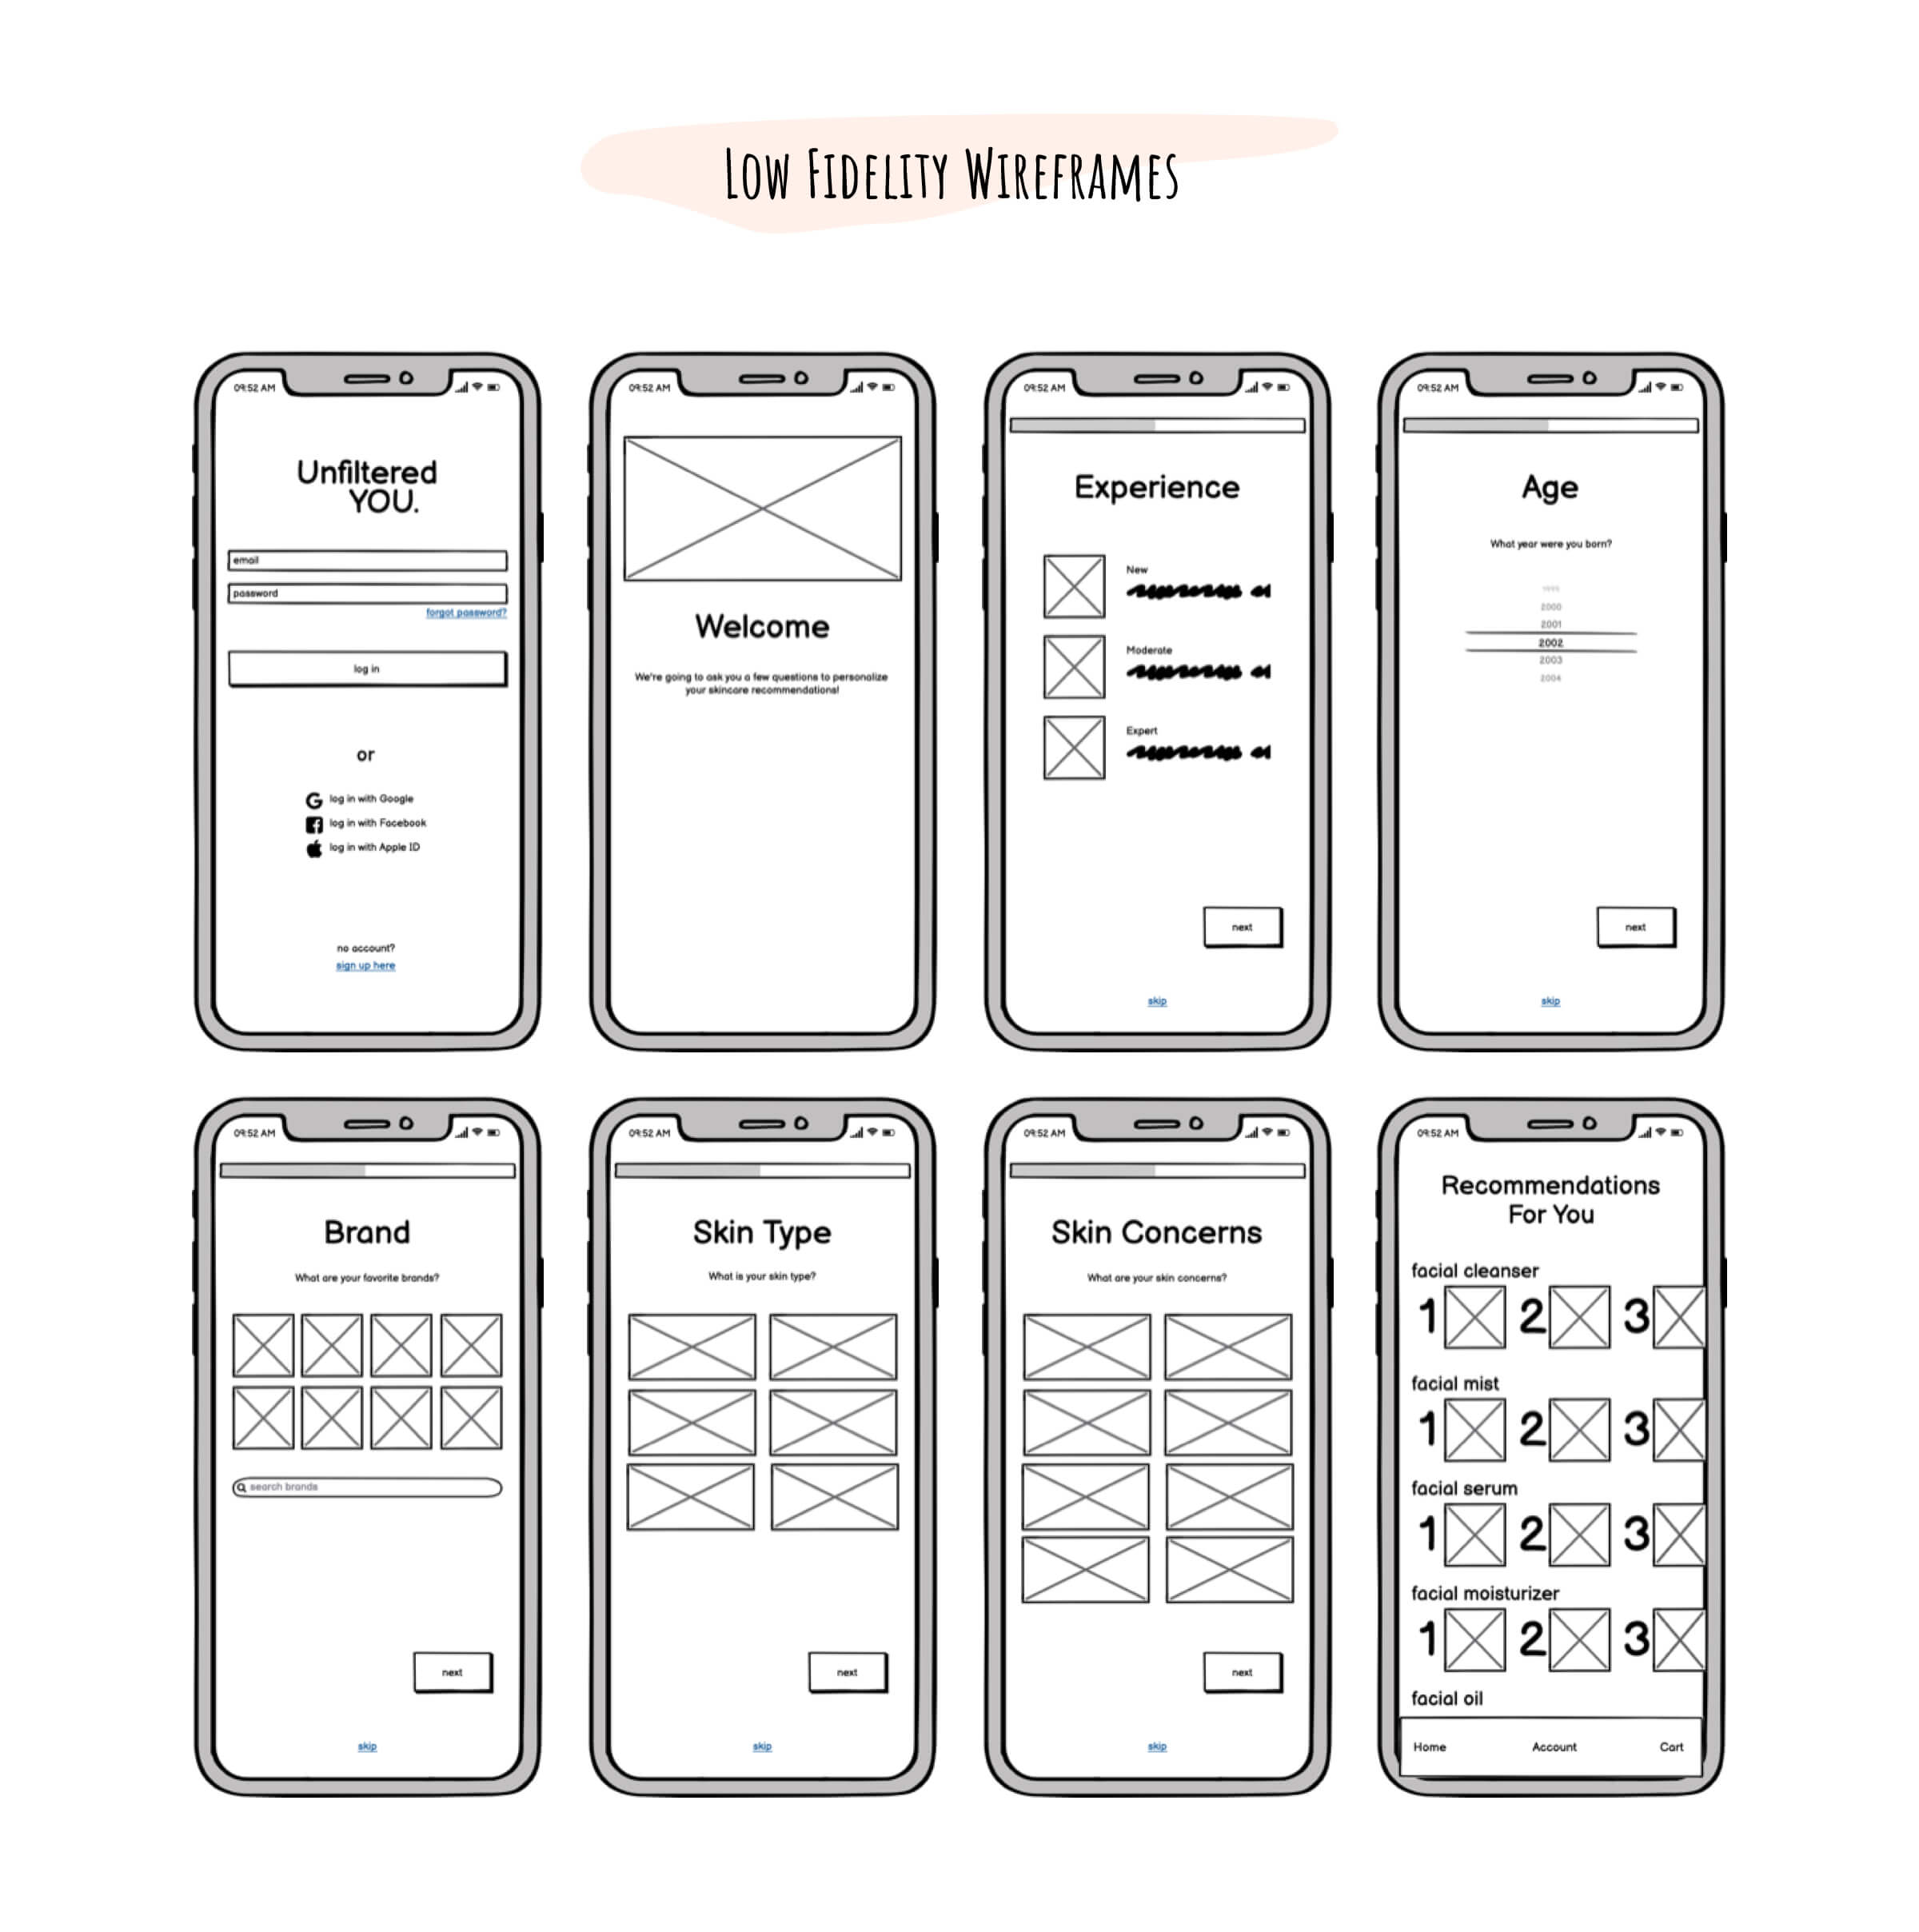 LOW FIDELITY WIREFRAMES
09:52 AM
Unfiltered
YOU.
email
password
forgot password?
log in
or
log in with Google
log in with Facebook
log in with Apple ID
no account?
sign up here
09:52 AM
Welcome
We're going to ask you a few questions to personalize
your skincare recommendations!
09:52 AM
Experience
New
Moderate
Expert
next
skip
09:52 AM
Age
What year were you born?
1999
2000
2001
2002
2003
2004
next
skip
09:52 AM
Brand
What are your favorite brands?
search brands
next
skip
09:52 AM
Skin Type
What is your skin type?
next
skip
09:52 AM
Skin Concerns
What are your skin concerns?
next
skip
09:52 AM
Recommendations
For You
facial cleanser
1 2 3
facial mist
1 2 3
facial serum
1 2 3
facial moisturizer
1 2 3
facial oil
Home Account Cart